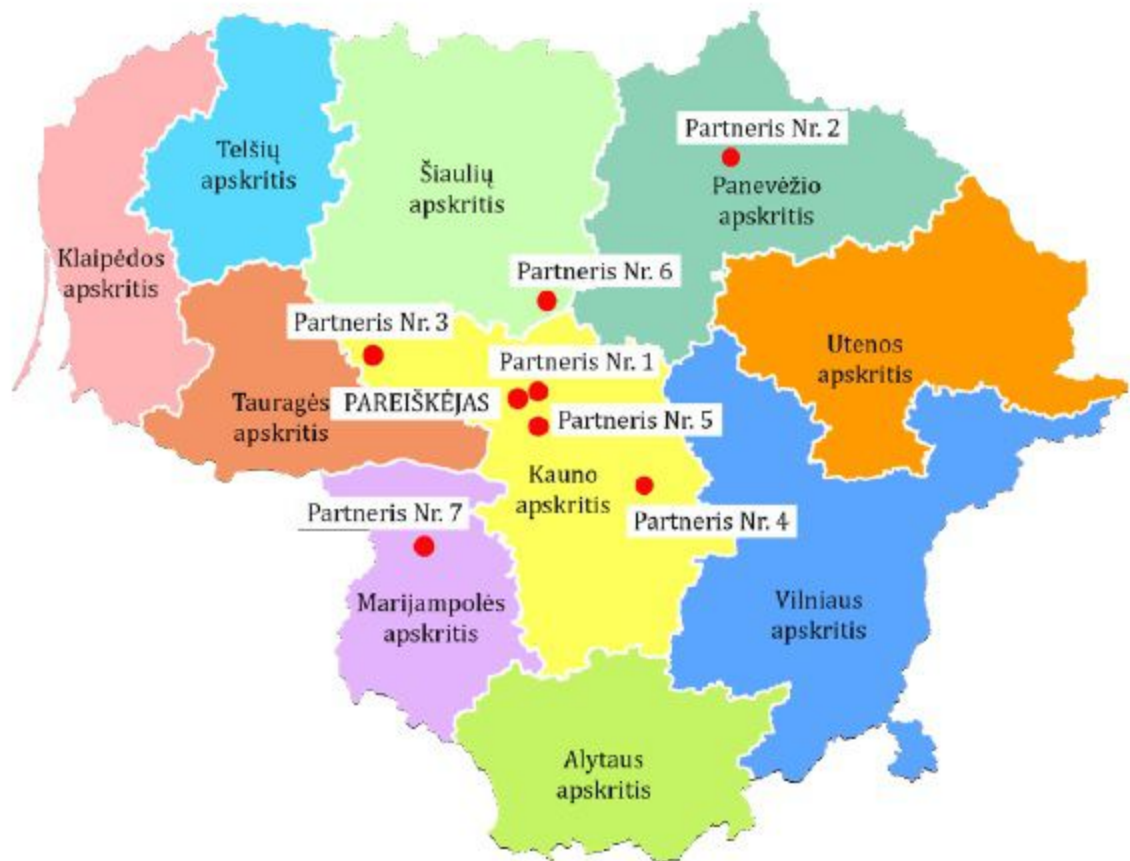 Partneris Nr. 2
Telšių
apskritis
Šiaulių
apskritis
Panevėžio
apskritis
Klaipėdos
apskritis
Partneris Nr. 6
Partneris Nr. 3
Partneris Nr. 1
Utenos
apskritis
Tauragės
apskritis
PAREIŠKĖJAS
Partneris Nr. 5
Kauno
apskritis
Partneris Nr. 7
Partneris Nr. 4
Marijampolės
apskritis
Vilniaus
apskritis
Alytaus
apskritis